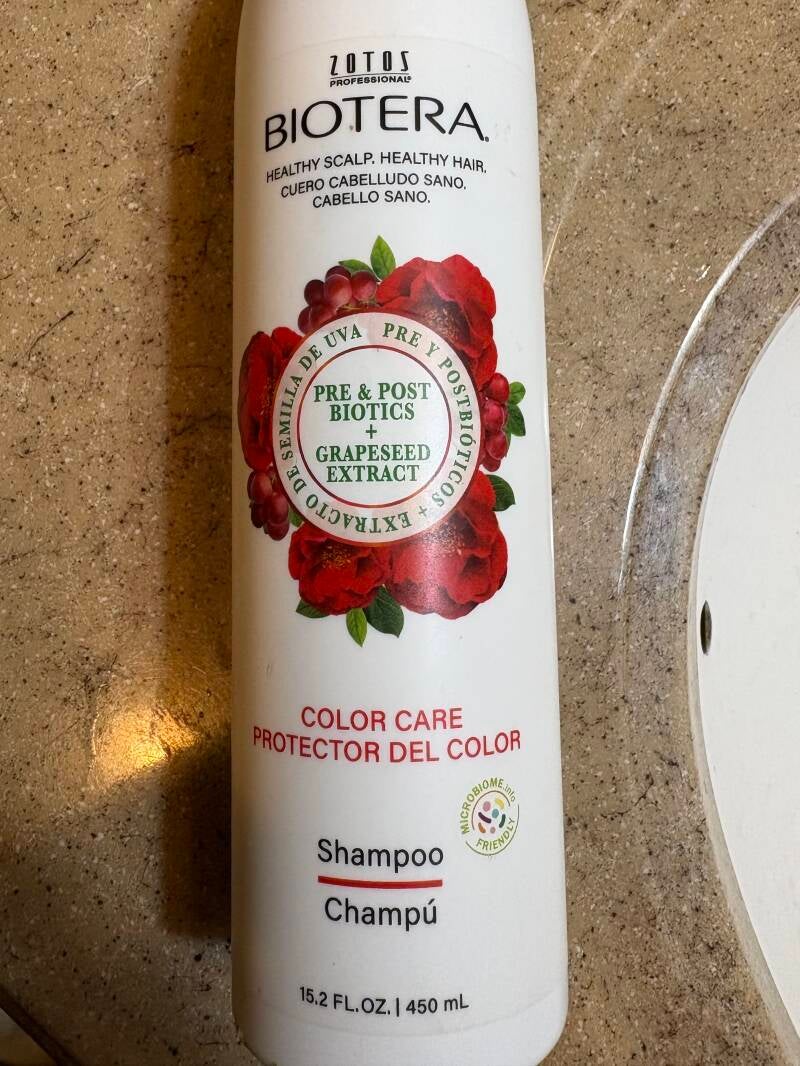 ZOTOS
PROFESSIONAL®
BIOTERA.
HEALTHY SCALP. HEALTHY HAIR.
CUERO CABELLUDO SANO.
CABELLO SANO.
PRE Y POSTBIÓTICOS + EXTRACTO DE SEMILLA DE UVA
PRE & POST
BIOTICS
+
GRAPESEED
EXTRACT
COLOR CARE
PROTECTOR DEL COLOR
MICROBIOME.info
FRIENDLY
Shampoo
Champú
15.2 FL.OZ. | 450 mL